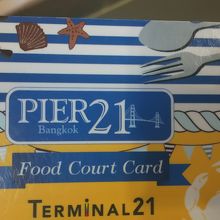 PIER21
Bangkok
Food Court Card
TERMINAL21